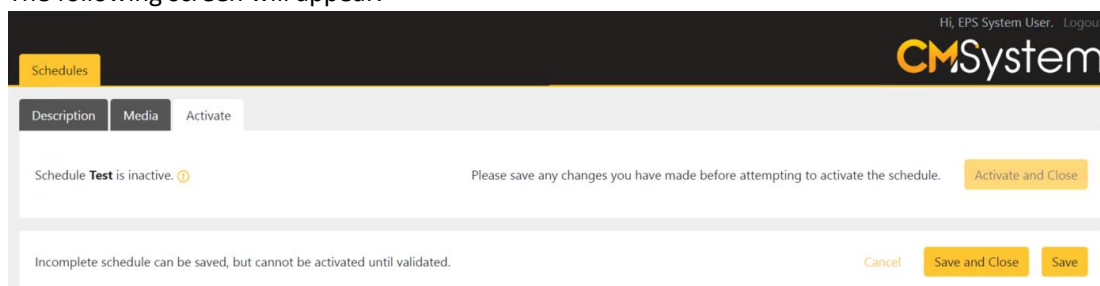 The following screen will appear:
Hi, EPS System User. Logou
CMSystem
Schedules
Description Media Activate
Schedule Test is inactive.
Please save any changes you have made before attempting to activate the schedule. Activate and Close
Incomplete schedule can be saved, but cannot be activated until validated.
Cancel Save and Close Save